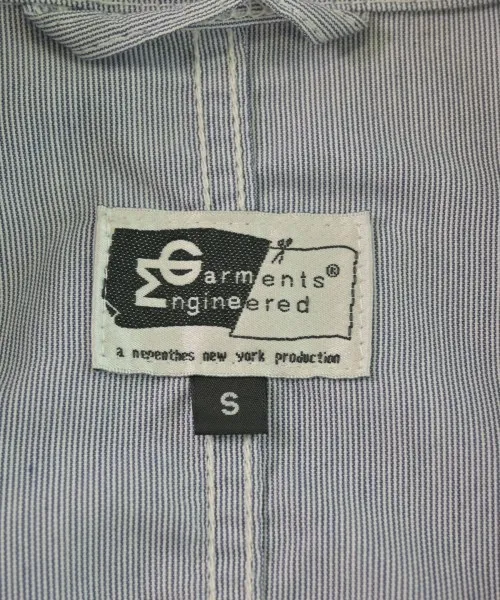 Garments®
Engineered
a nepenthes new york production
S